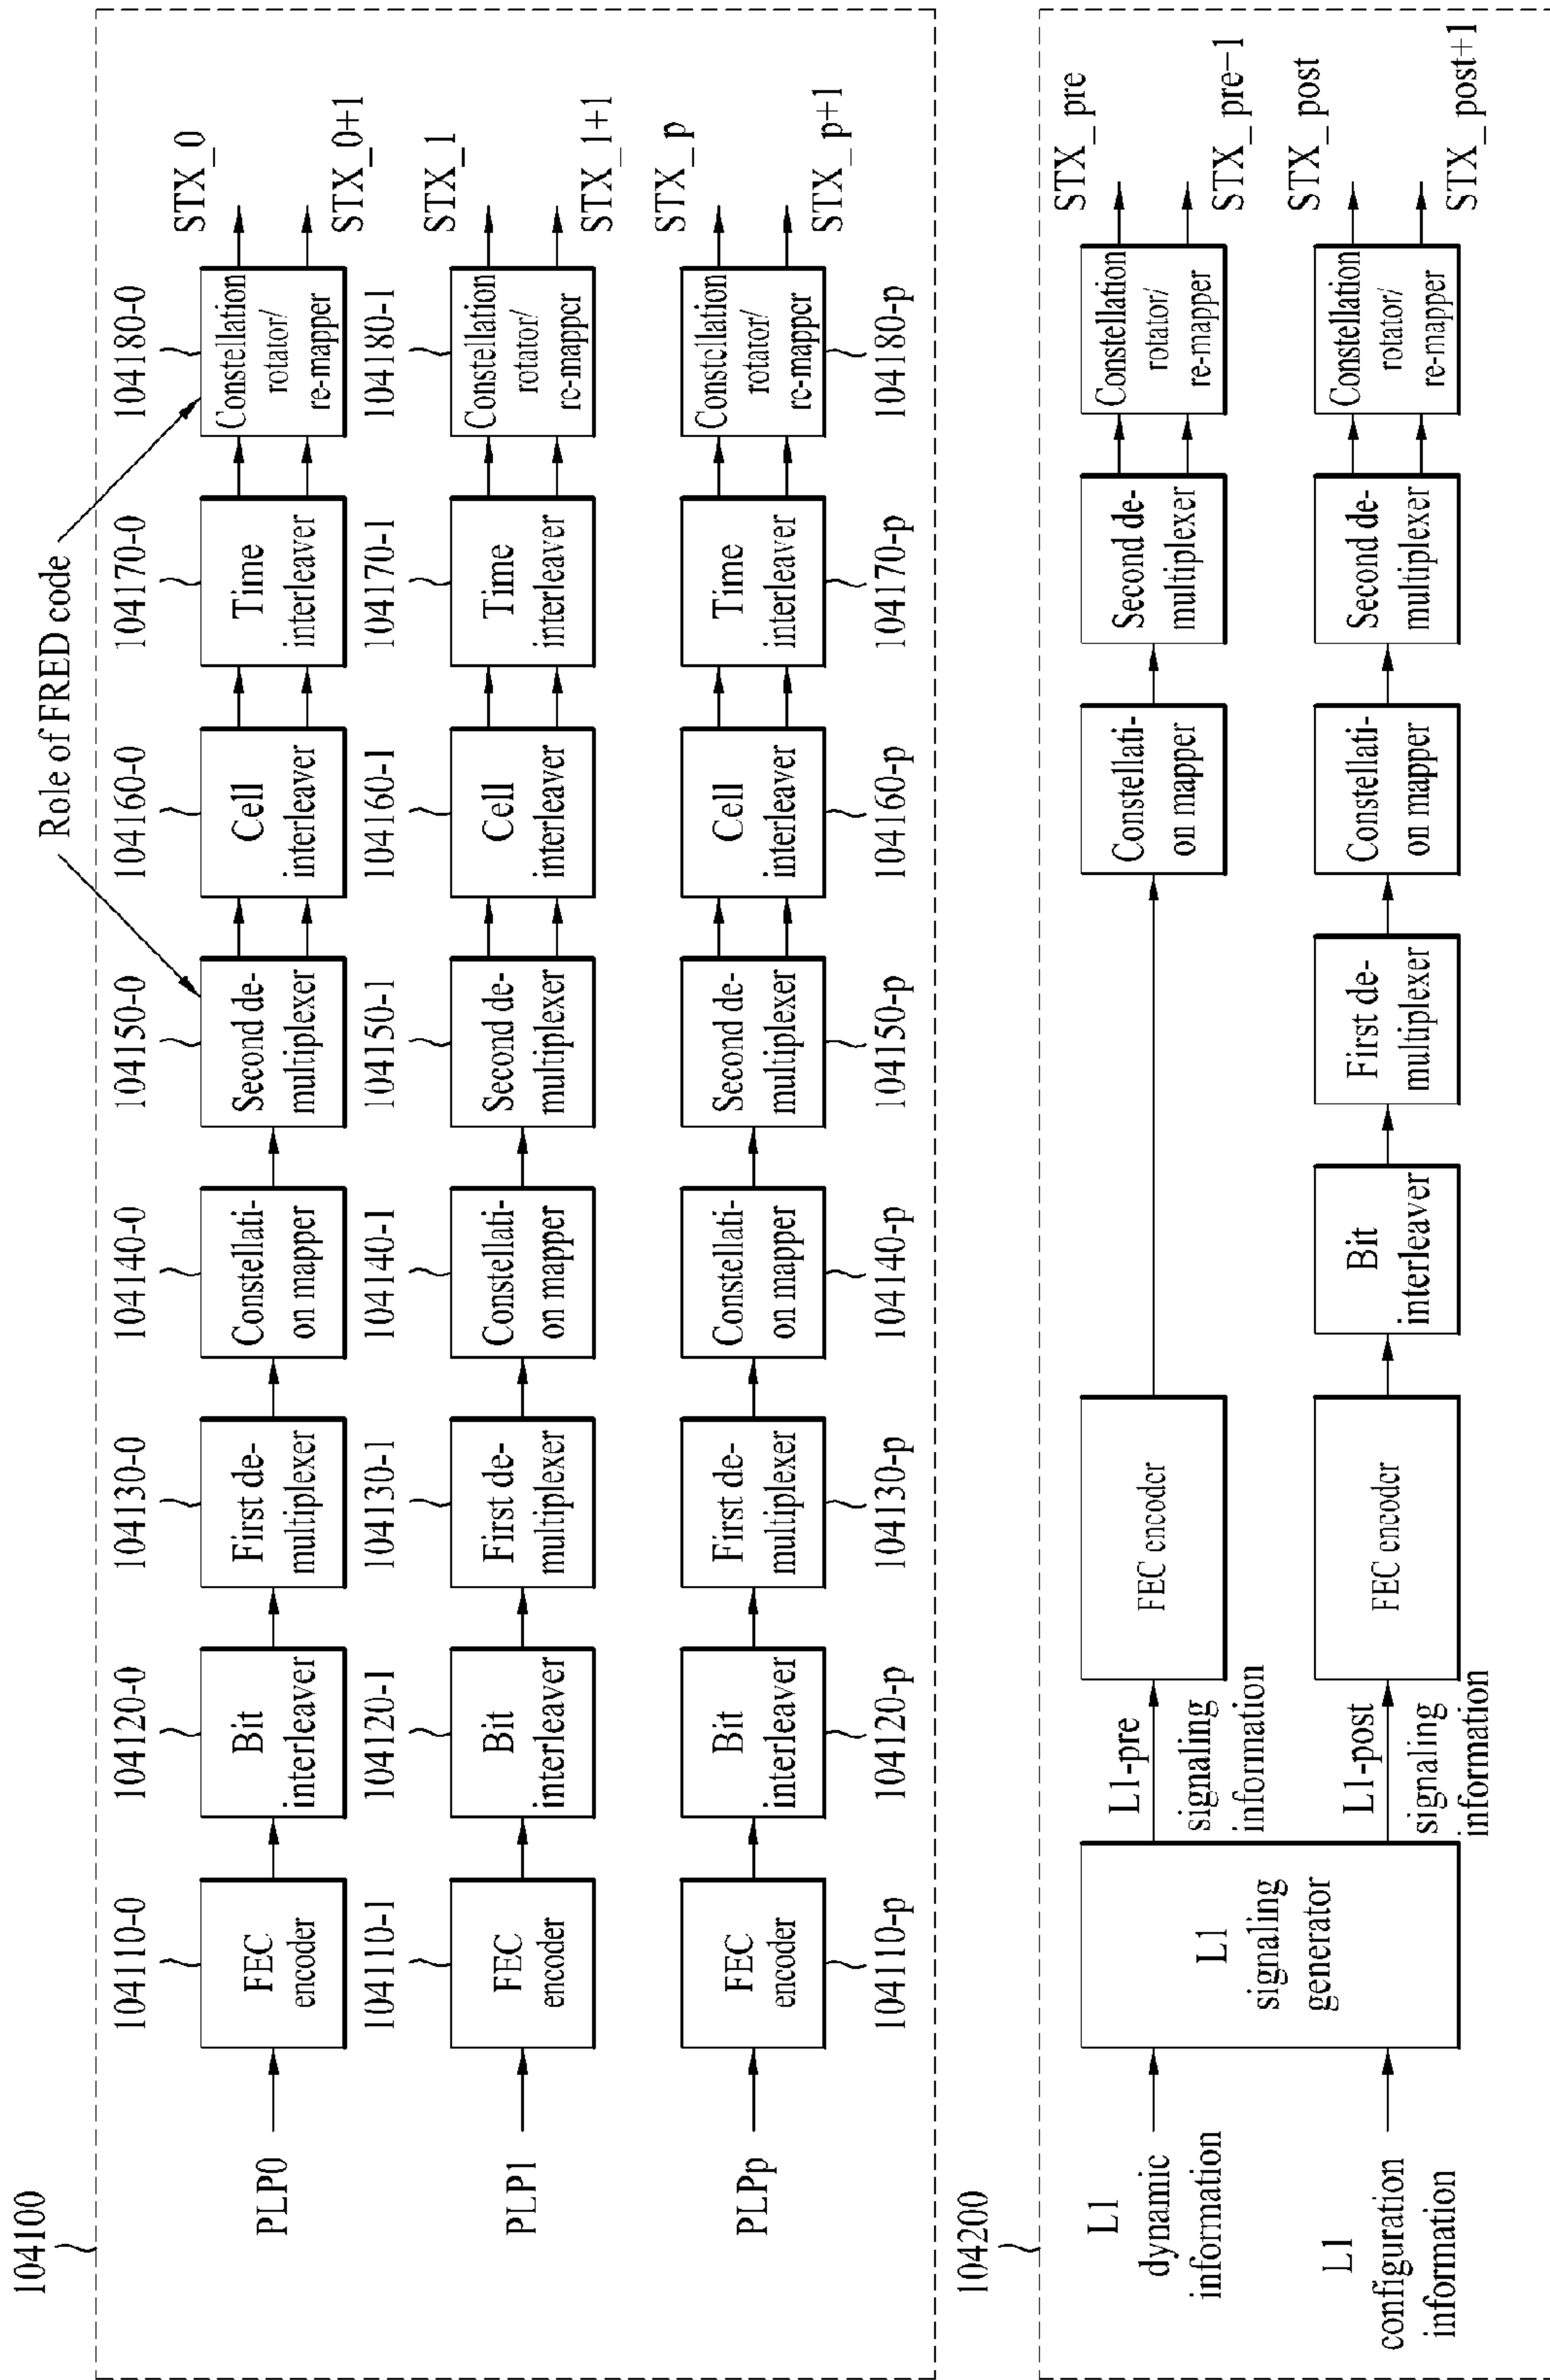 104100
Role of FRED code
104110-0
104120-0
104130-0
104140-0
104150-0
104160-0
104170-0
104180-0
PLP0
FEC
encoder
Bit
interleaver
First de-
multiplexer
Constellati-
on mapper
Second de-
multiplexer
Cell
interleaver
Time
interleaver
Constellation
rotator/
re-mapper
STX_0
STX_0+1
104110-1
104120-1
104130-1
104140-1
104150-1
104160-1
104170-1
104180-1
PLP1
FEC
encoder
Bit
interleaver
First de-
multiplexer
Constellati-
on mapper
Second de-
multiplexer
Cell
interleaver
Time
interleaver
Constellation
rotator/
re-mapper
STX_1
STX_1+1
PLPp
FEC
encoder
Bit
interleaver
First de-
multiplexer
Constellati-
on mapper
Second de-
multiplexer
Cell
interleaver
Time
interleaver
Constellation
rotator/
re-mapper
STX_p
STX_p+1
104110-p
104120-p
104130-p
104140-p
104150-p
104160-p
104170-p
104180-p
104200
L1
dynamic
information
L1
configuration
information
L1
signaling
generator
L1-pre
signaling
information
FEC encoder
Constellati-
on mapper
Second de-
multiplexer
Constellation
rotator/
re-mapper
STX_pre
STX_pre-1
L1-post
signaling
information
FEC encoder
Bit
interleaver
First de-
multiplexer
Constellati-
on mapper
Second de-
multiplexer
Constellation
rotator/
re-mapper
STX_post
STX_post+1